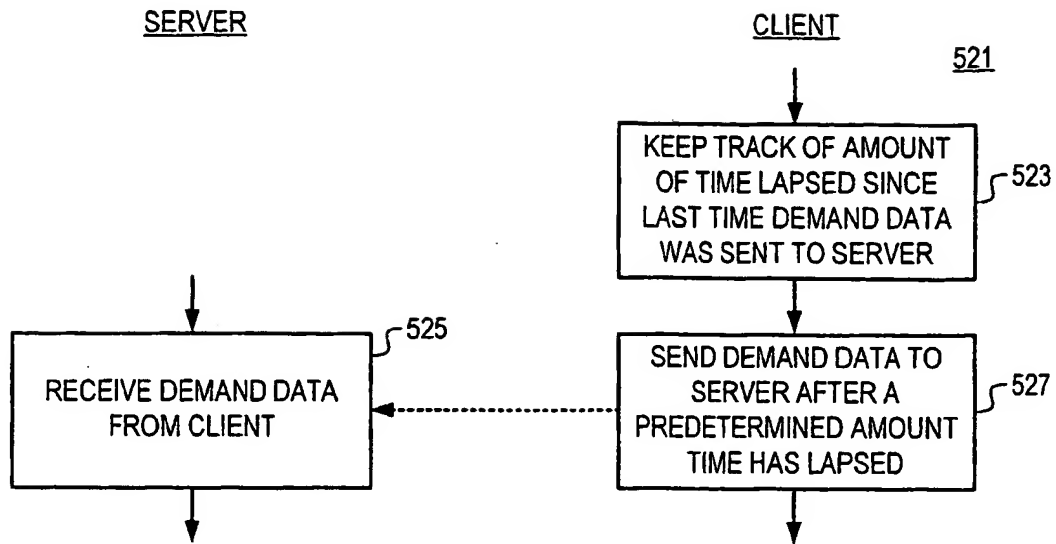 SERVER
CLIENT
521
KEEP TRACK OF AMOUNT
OF TIME LAPSED SINCE
LAST TIME DEMAND DATA
WAS SENT TO SERVER
523
RECEIVE DEMAND DATA
FROM CLIENT
525
SEND DEMAND DATA TO
SERVER AFTER A
PREDETERMINED AMOUNT
TIME HAS LAPSED
527